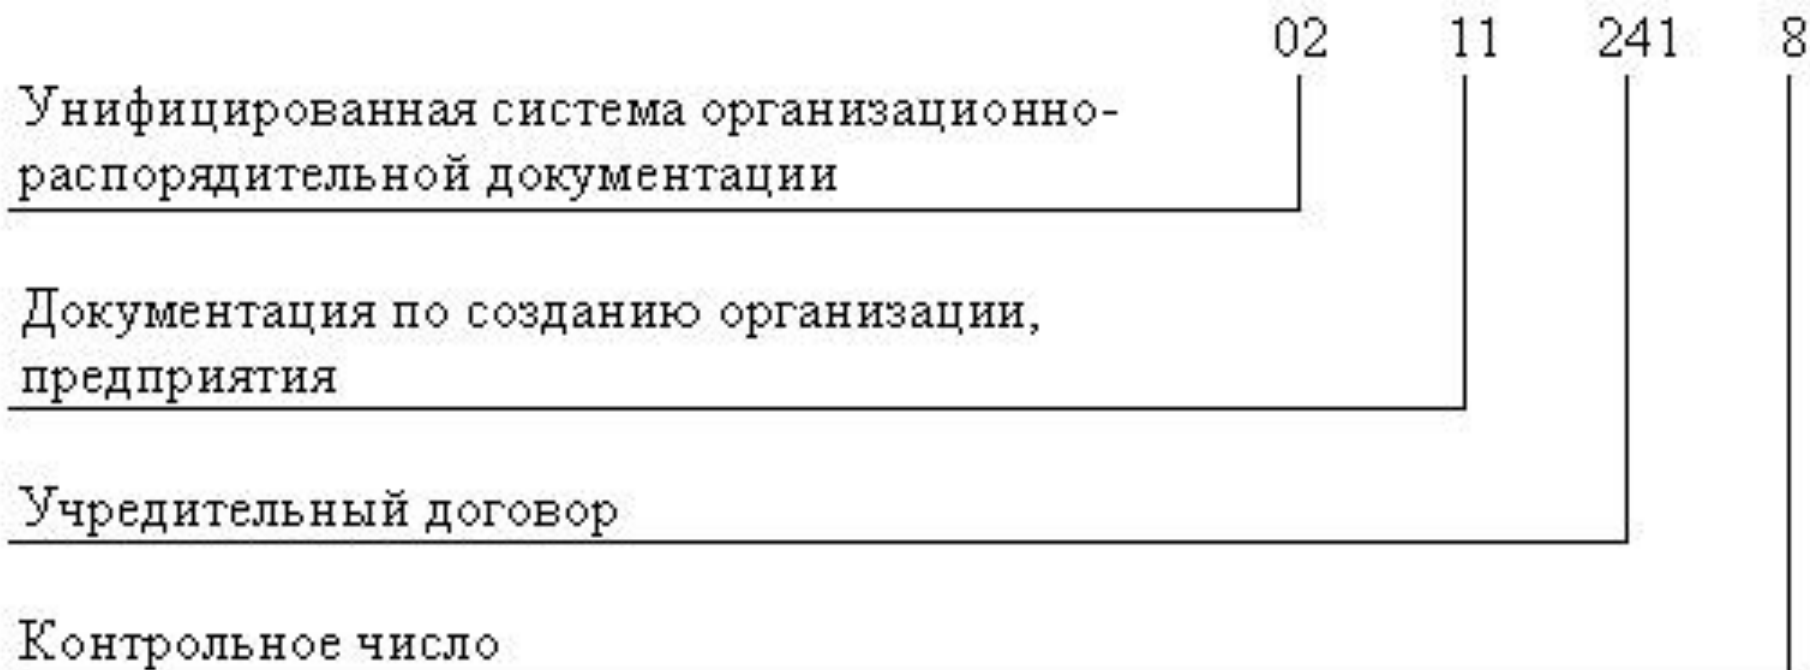 02 11 241 8
Унифицированная система организационно-
распорядительной документации
Документация по созданию организации,
предприятия
Учредительный договор
Контрольное число